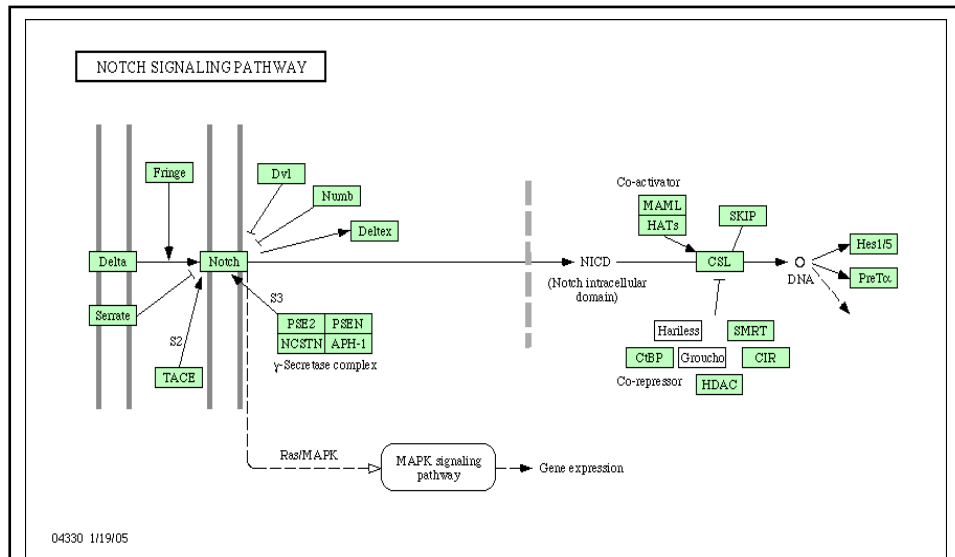 NOTCH SIGNALING PATHWAY
Fringe
Dvl
Numb
Deltex
Delta
Notch
Serrate
S2
TACE
S3
PSE2 PSEN
NCSTN APH-1
γ-Secretase complex
Co-activator
MAML
HATs
SKIP
NICD
(Notch intracellular
domain)
CSL
DNA
Hes1/5
PreTα
Hariless
SMRT
CtBP
Groucho
CIR
Co-repressor
HDAC
Ras/MAPK
MAPK signaling
pathway
Gene expression
04330 1/19/05